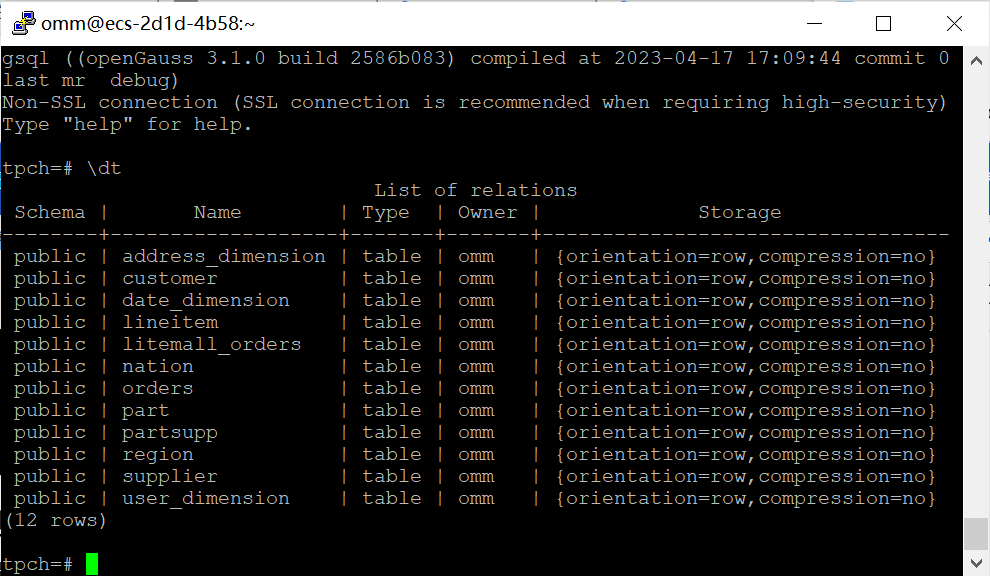 omm@ecs-2d1d-4b58:~
gsql ((openGauss 3.1.0 build 2586b083) compiled at 2023-04-17 17:09:44 commit 0
last mr  debug)
Non-SSL connection (SSL connection is recommended when requiring high-security)
Type "help" for help.
tpch=# \dt
                               List of relations
 Schema |       Name        | Type  | Owner |             Storage
--------+-------------------+-------+-------+----------------------------------
 public | address_dimension | table | omm   | {orientation=row,compression=no}
 public | customer          | table | omm   | {orientation=row,compression=no}
 public | date_dimension    | table | omm   | {orientation=row,compression=no}
 public | lineitem          | table | omm   | {orientation=row,compression=no}
 public | litemall_orders   | table | omm   | {orientation=row,compression=no}
 public | nation            | table | omm   | {orientation=row,compression=no}
 public | orders            | table | omm   | {orientation=row,compression=no}
 public | part              | table | omm   | {orientation=row,compression=no}
 public | partsupp          | table | omm   | {orientation=row,compression=no}
 public | region            | table | omm   | {orientation=row,compression=no}
 public | supplier          | table | omm   | {orientation=row,compression=no}
 public | user_dimension    | table | omm   | {orientation=row,compression=no}
(12 rows)
tpch=#